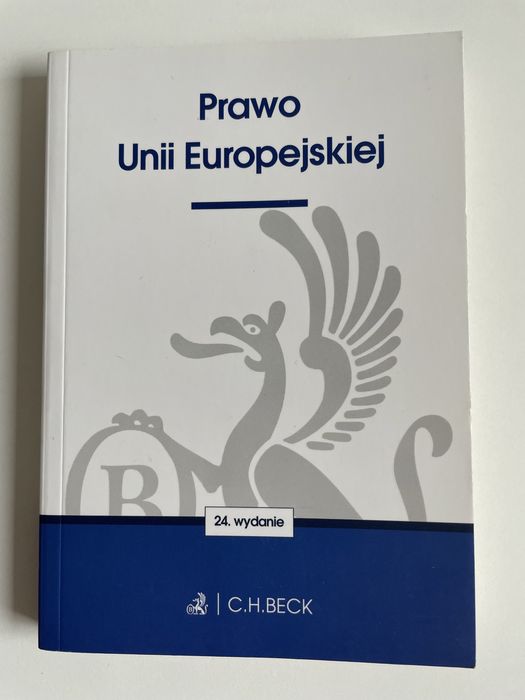 Prawo
Unii Europejskiej
B
24. wydanie
B | C.H.BECK